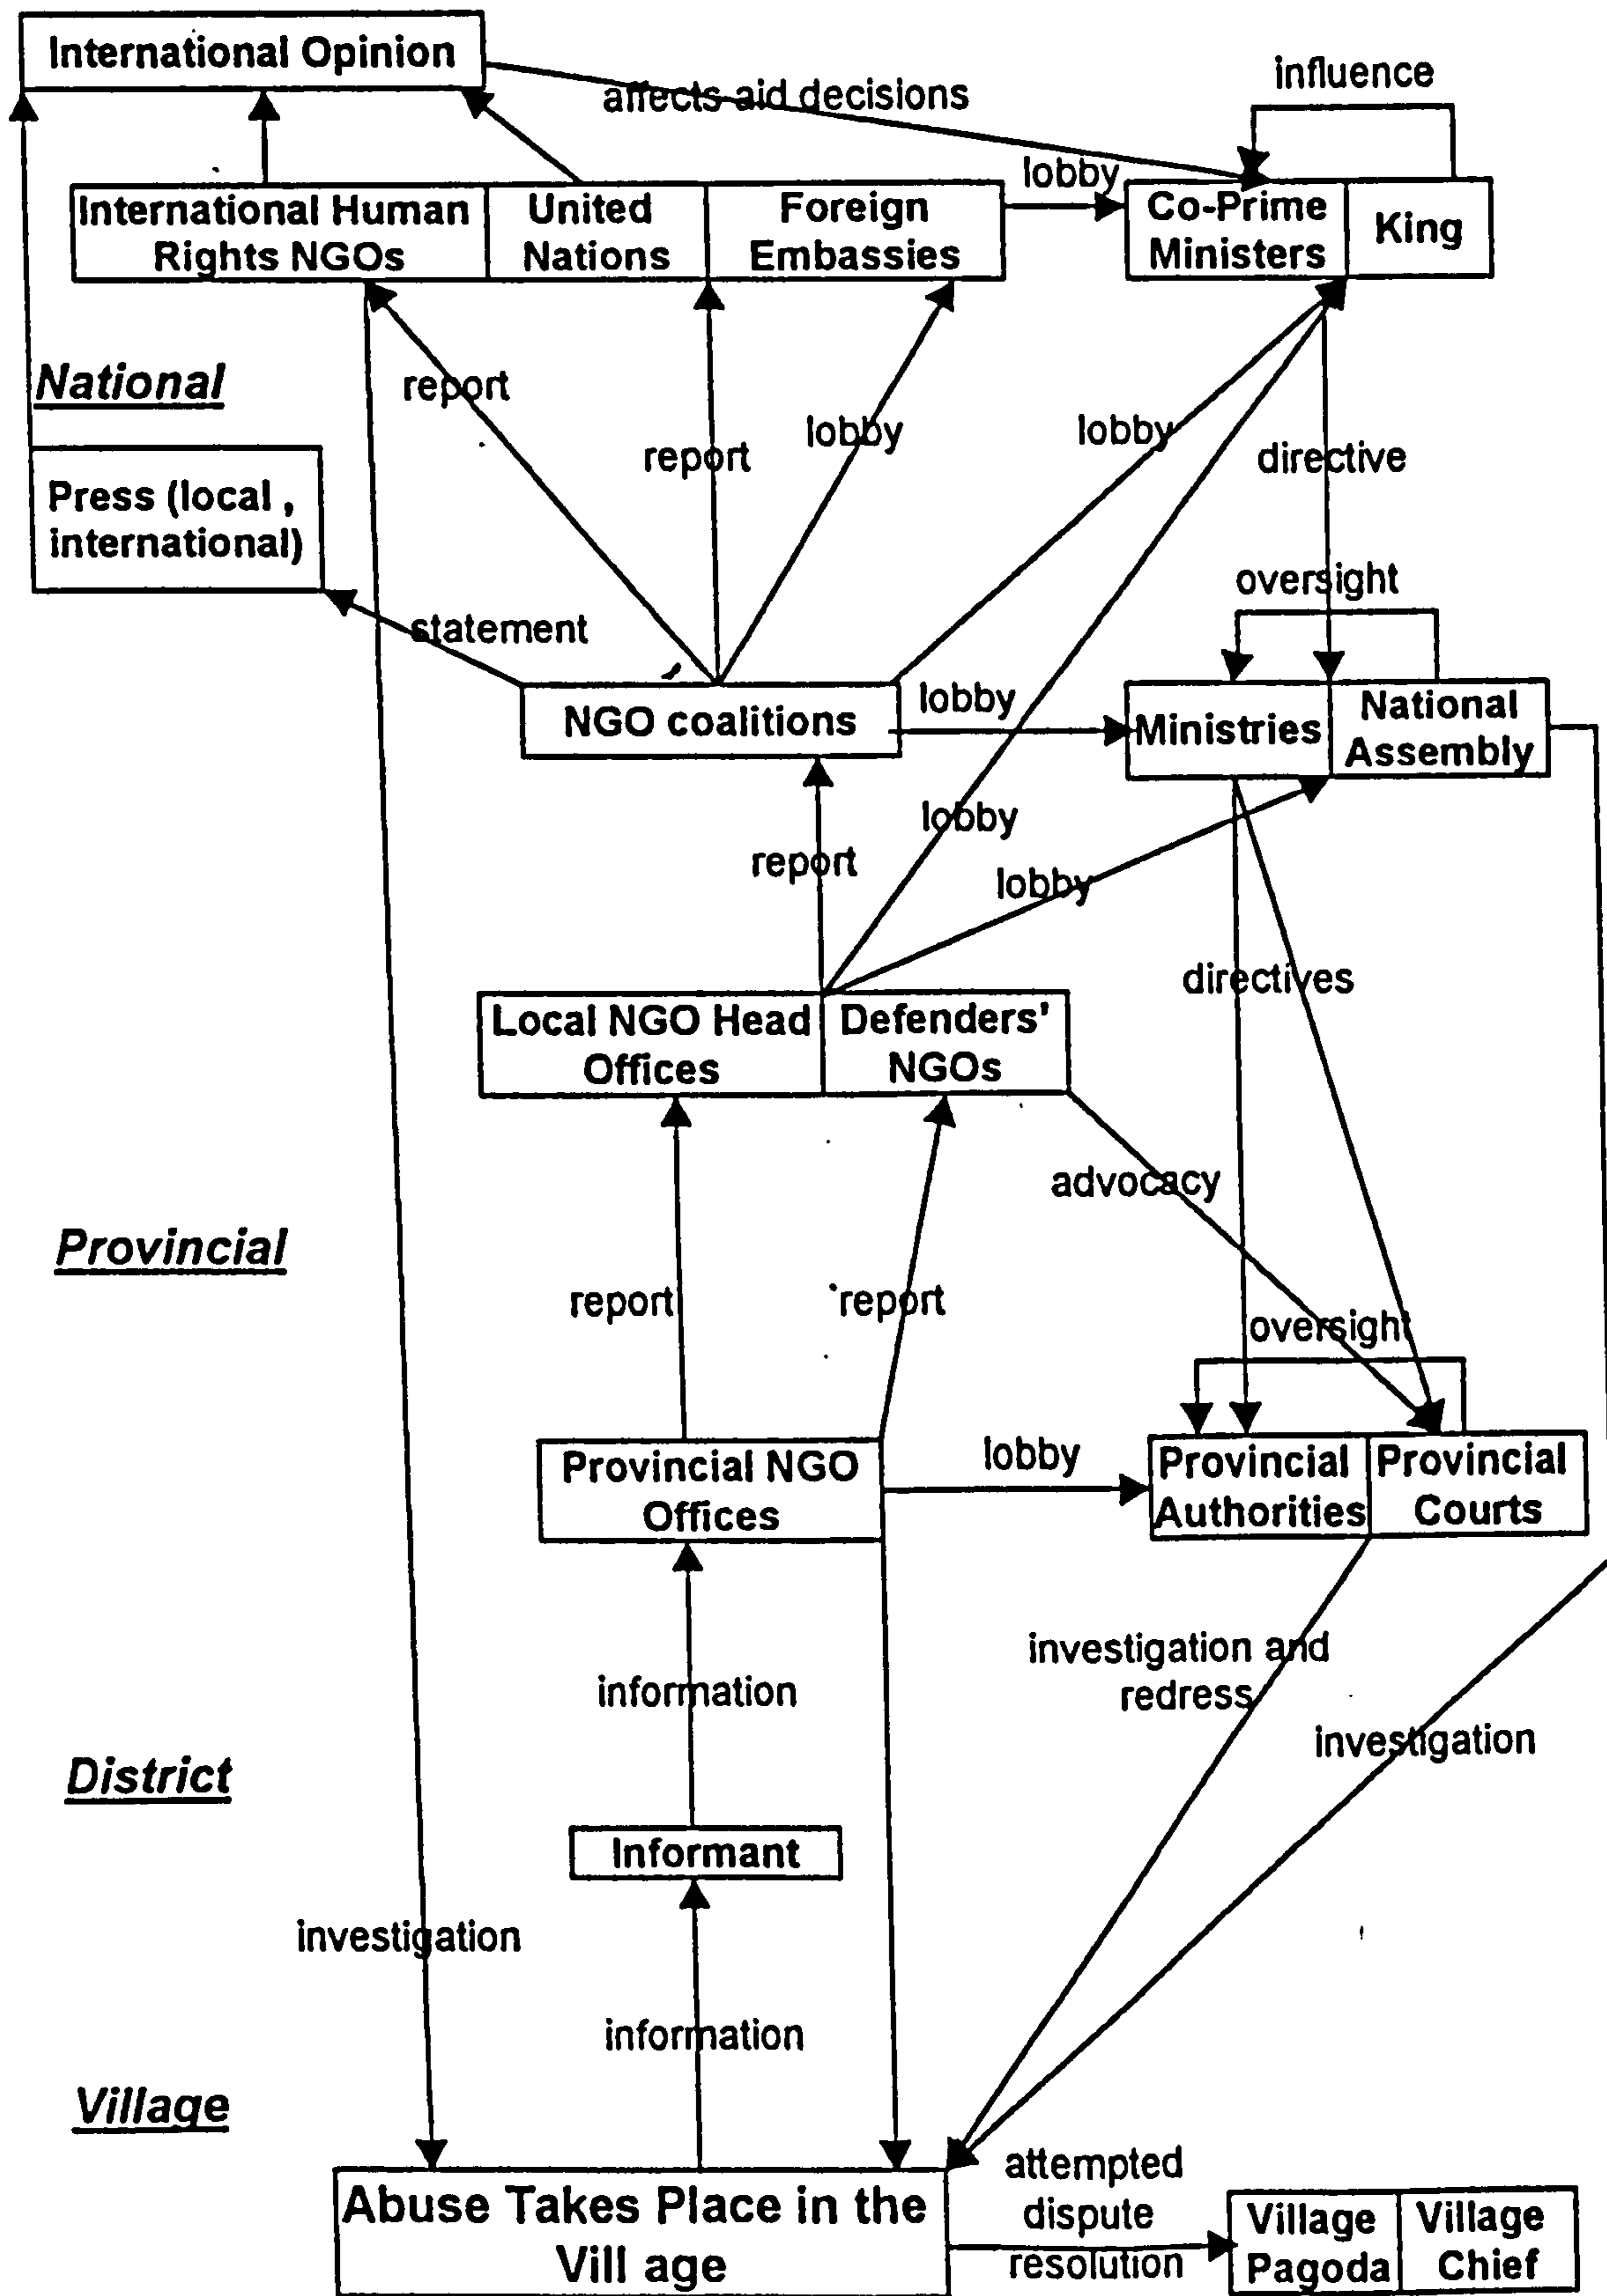 International Opinion
influence
affects aid decisions
lobby
International Human
Rights NGOs
United
Nations
Foreign
Embassies
Co-Prime
Ministers
King
National
report
report
lobby
lobby
directive
Press (local ,
international)
oversight
statement
NGO coalitions
lobby
Ministries
National
Assembly
lobby
report
lobby
directives
Local NGO Head
Offices
Defenders'
NGOs
advocacy
Provincial
report
report
oversight
Provincial NGO
Offices
lobby
Provincial
Authorities
Provincial
Courts
investigation and
redress
information
investigation
District
Informant
investigation
information
Village
Abuse Takes Place in the
Vill age
attempted
dispute
resolution
Village
Pagoda
Village
Chief